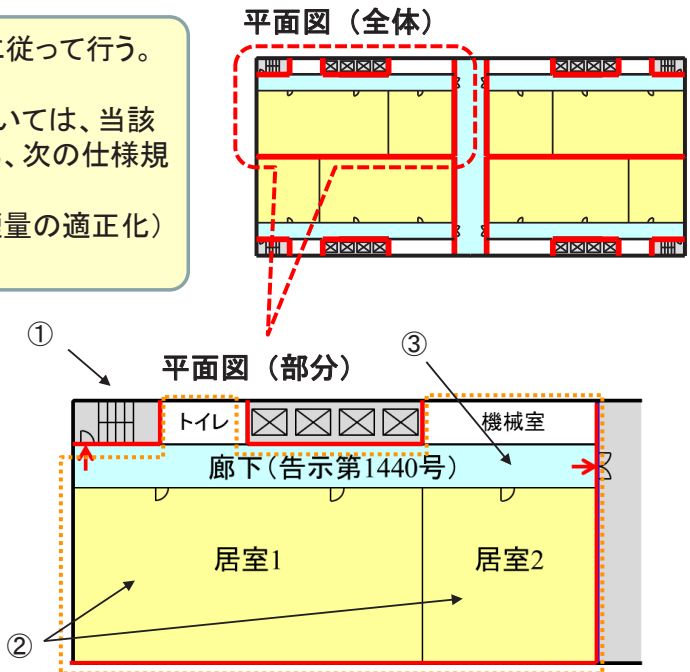 平面図（全体）
に従って行う。
いては、当該
、次の仕様規
量の適正化）
①
平面図（部分）
③
トイレ
機械室
廊下（告示第1440号）
居室1
居室2
②